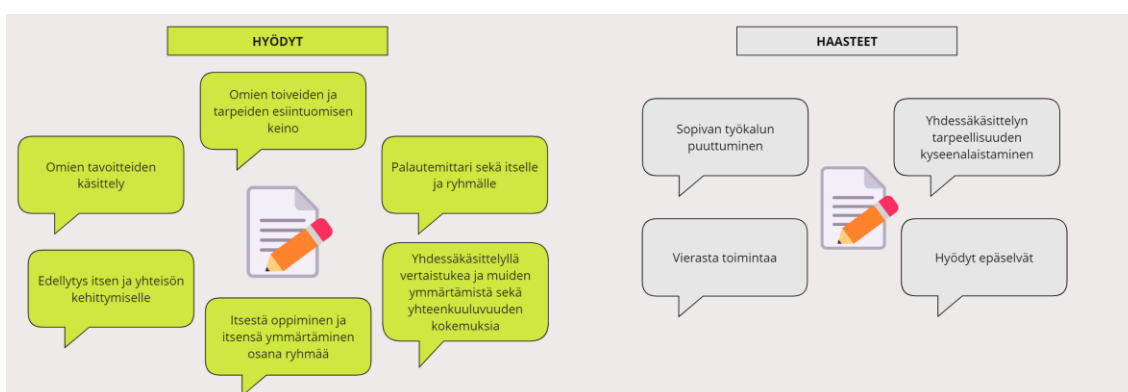 HYÖDYT
Omien toiveiden ja
tarpeiden esiintuomisen
keino
Omien tavoitteiden
käsittely
Palautemittari sekä itselle
ja ryhmälle
Edellytys itsen ja yhteisön
kehittymiselle
Itsestä oppiminen ja
itsensä ymmärtäminen
osana ryhmää
Yhdessäkäsittelyllä
vertaistukea ja muiden
ymmärtämistä sekä
yhteenkuuluvuuden
kokemuksia
HAASTEET
Sopivan työkalun
puuttuminen
Yhdessäkäsittelyn
tarpeellisuuden
kyseenalaistaminen
Vierasta toimintaa
Hyödyt epäselvät